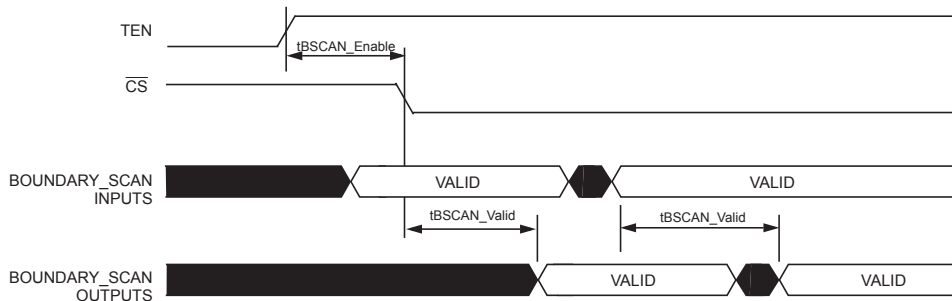 TEN
tBSCAN_Enable
CS
BOUNDARY_SCAN
INPUTS
VALID
VALID
tBSCAN_Valid
tBSCAN_Valid
BOUNDARY_SCAN
OUTPUTS
VALID
VALID